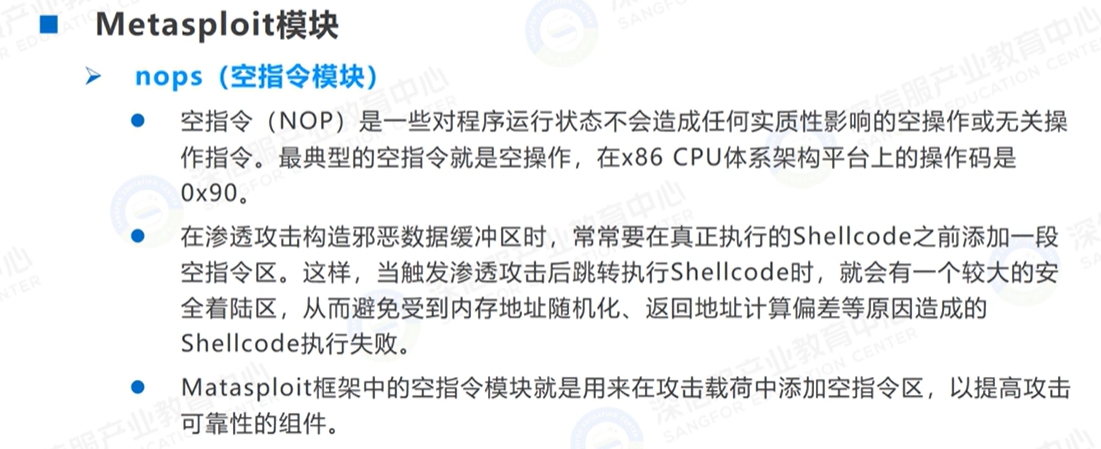 Metasploit模块
nops（空指令模块）
空指令（NOP）是一些对程序运行状态不会造成任何实质性影响的空操作或无关操
作指令。最典型的空指令就是空操作，在x86 CPU体系架构平台上的操作码是
0x90。
在渗透攻击构造邪恶数据缓冲区时，常常要在真正执行的Shellcode之前添加一段
空指令区。这样，当触发渗透攻击后跳转执行Shellcode时，就会有一个较大的安
全着陆区，从而避免受到内存地址随机化、返回地址计算偏差等原因造成的
Shellcode执行失败。
Matasploit框架中的空指令模块就是用来在攻击载荷中添加空指令区，以提高攻击
可靠性的组件。
深信服产业教育中心
SANGFOR EDUCATION CENTER